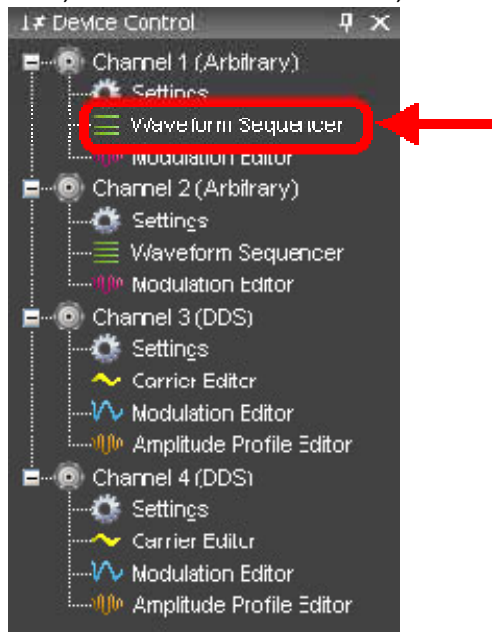 Device Control
Channel 1 (Arbitrary)
Settings
Waveform Sequencer
Modulation Editor
Channel 2 (Arbitrary)
Settings
Waveform Sequencer
Modulation Editor
Channel 3 (DDS)
Settings
Carrier Editor
Modulation Editor
Amplitude Profile Editor
Channel 4 (DDS)
Settings
Carrier Editor
Modulation Editor
Amplitude Profile Editor